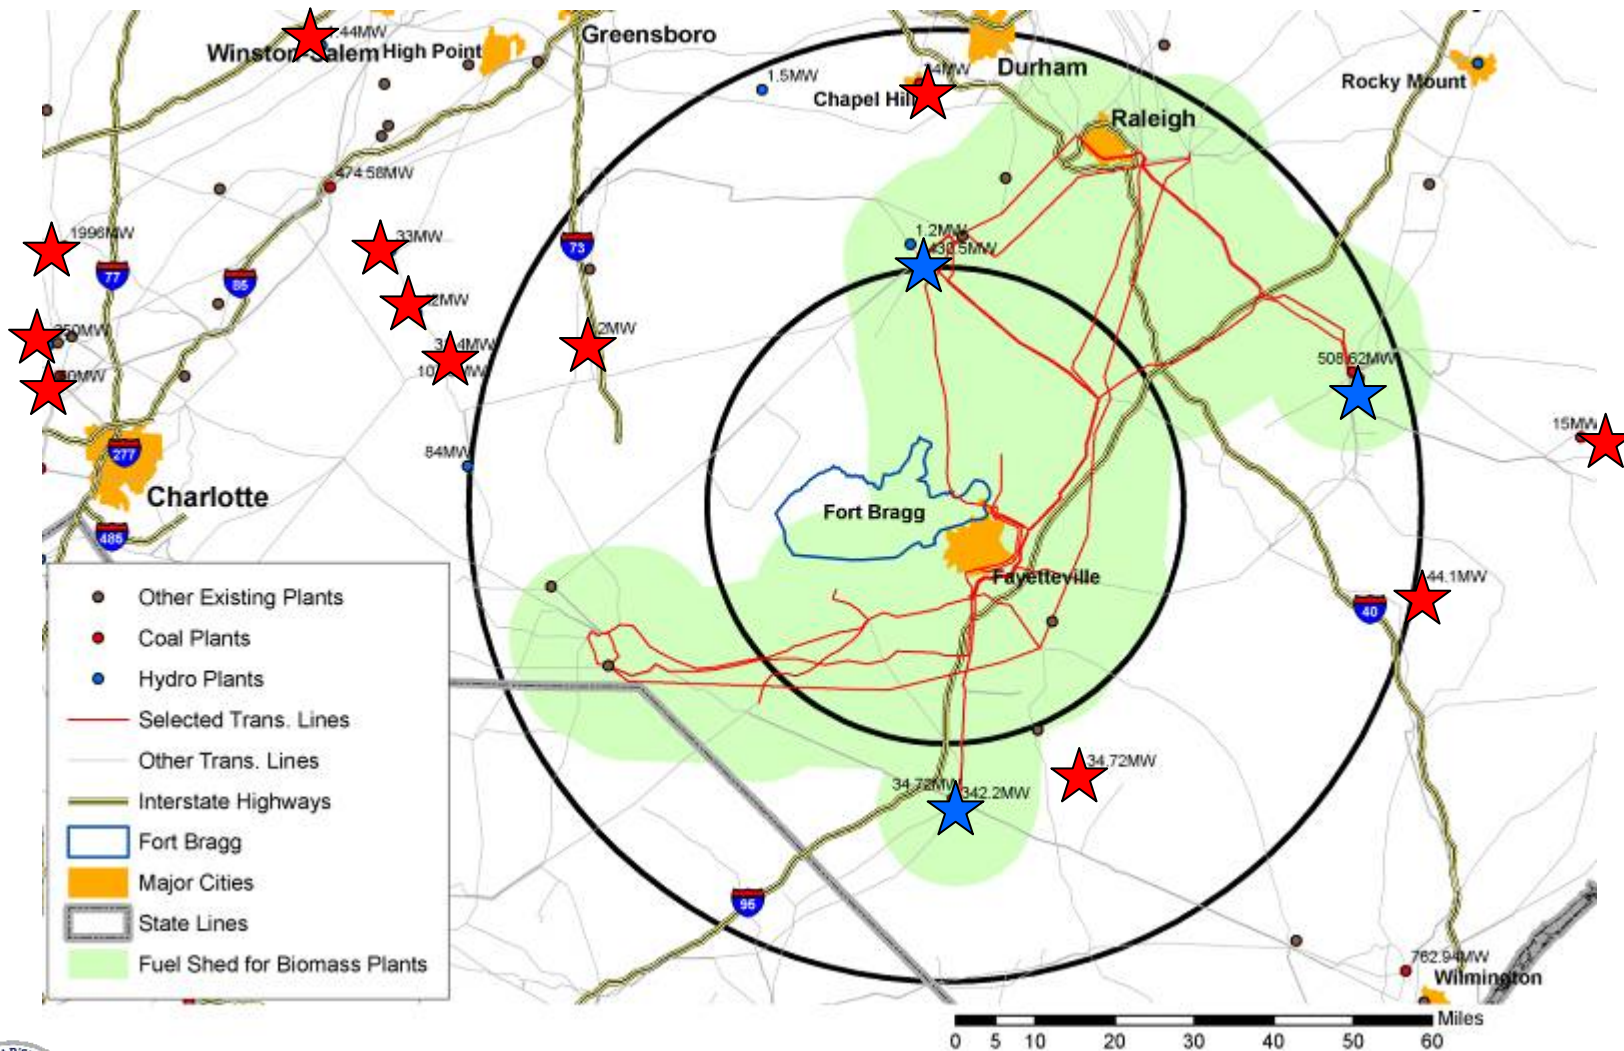 Greensboro
.44MW
Winston-Salem
High Point
Durham
1.5MW
4MW
Chapel Hill
Rocky Mount
Raleigh
474.58MW
1996MW
33MW
1.2MW
73
77
85
2MW
2MW
508.62MW
15MW
84MW
277
Charlotte
Fort Bragg
485
Fayetteville
44.1MW
40
Other Existing Plants
Coal Plants
Hydro Plants
Selected Trans. Lines
Other Trans. Lines
Interstate Highways
Fort Bragg
Major Cities
State Lines
Fuel Shed for Biomass Plants
34.72MW
34.72MW
342.2MW
95
762.94MW
Wilmington
Miles
0 5 10 20 30 40 50 60